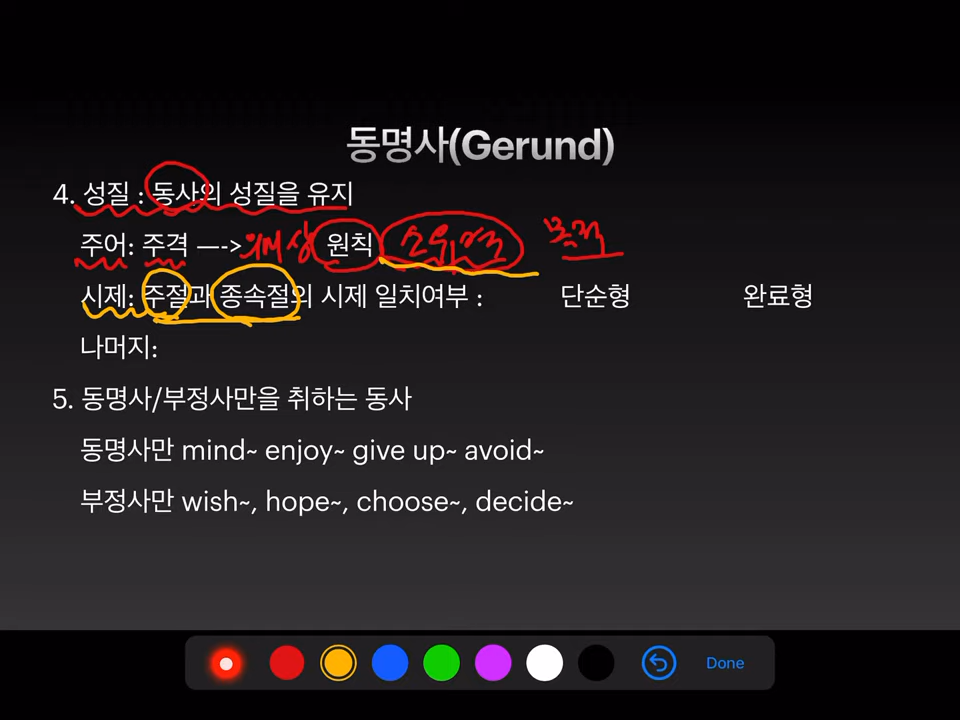 동명사(Gerund)
4. 성질 : 동사의 성질을 유지
주어: 주격 —-> 의미상 원칙 소유격 목적
시제: 주절과 종속절의 시제 일치여부 : 단순형 완료형
나머지:
5. 동명사/부정사만을 취하는 동사
동명사만 mind~ enjoy~ give up~ avoid~
부정사만 wish~, hope~, choose~, decide~
Done